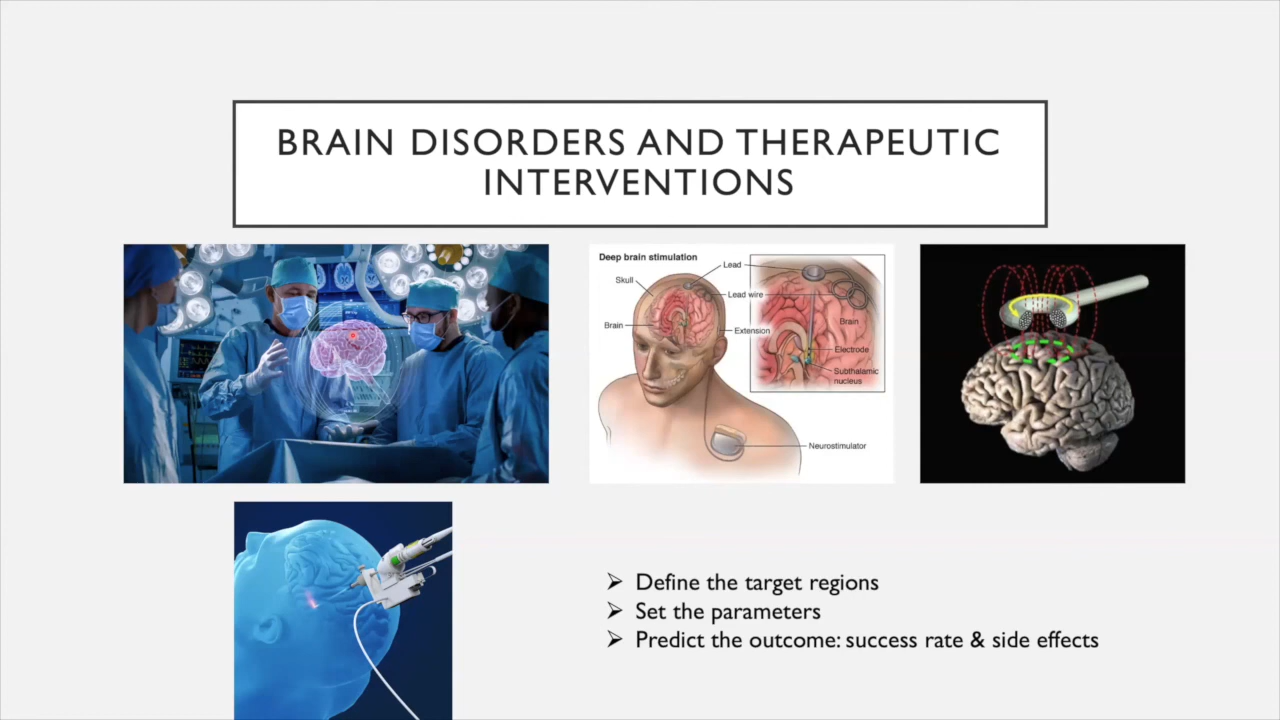 BRAIN DISORDERS AND THERAPEUTIC
INTERVENTIONS
Deep brain stimulation
Skull
Brain
Lead
Lead wire
Extension
Brain
Electrode
Subthalamic
nucleus
Neurostimulator
➢ Define the target regions
➢ Set the parameters
➢ Predict the outcome: success rate & side effects